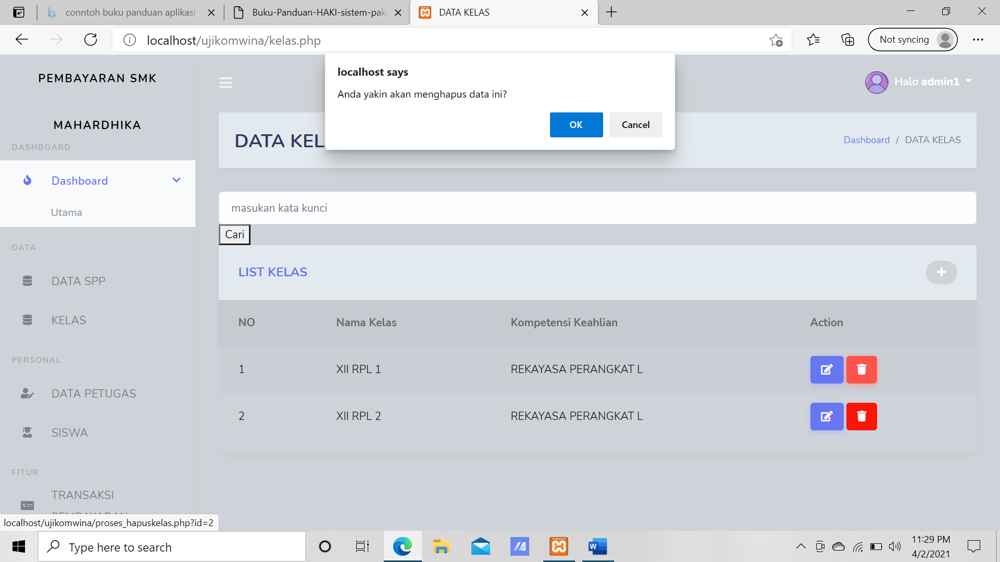 conntoh buku panduan aplikasi -
Buku-Panduan-HAKI-sistem-paka
DATA KELAS
localhost/ujikomwina/kelas.php
Not syncing
localhost says
Anda yakin akan menghapus data ini?
OK
Cancel
PEMBAYARAN SMK
MAHARDHIKA
DASHBOARD
Dashboard
Utama
DATA
DATA SPP
KELAS
PERSONAL
DATA PETUGAS
SISWA
FITUR
TRANSAKSI
PEMBAYARAN
Halo admin1
DATA KEL
Dashboard / DATA KELAS
masukan kata kunci
Cari
LIST KELAS
NO Nama Kelas Kompetensi Keahlian Action
1 XII RPL 1 REKAYASA PERANGKAT L
2 XII RPL 2 REKAYASA PERANGKAT L
localhost/ujikomwina/proses_hapuskelas.php?id=2
Type here to search
11:29 PM
4/2/2021